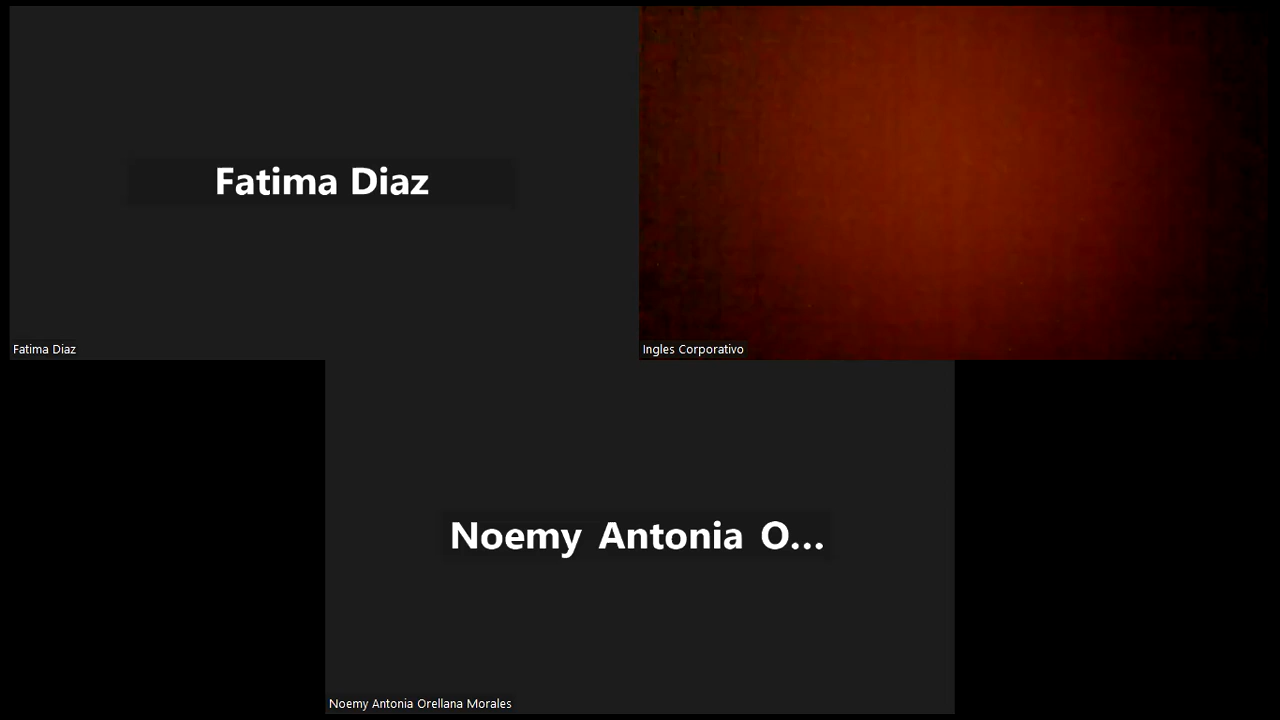 Fatima Diaz
Fatima Diaz
Ingles Corporativo
Noemy Antonia O...
Noemy Antonia Orellana Morales